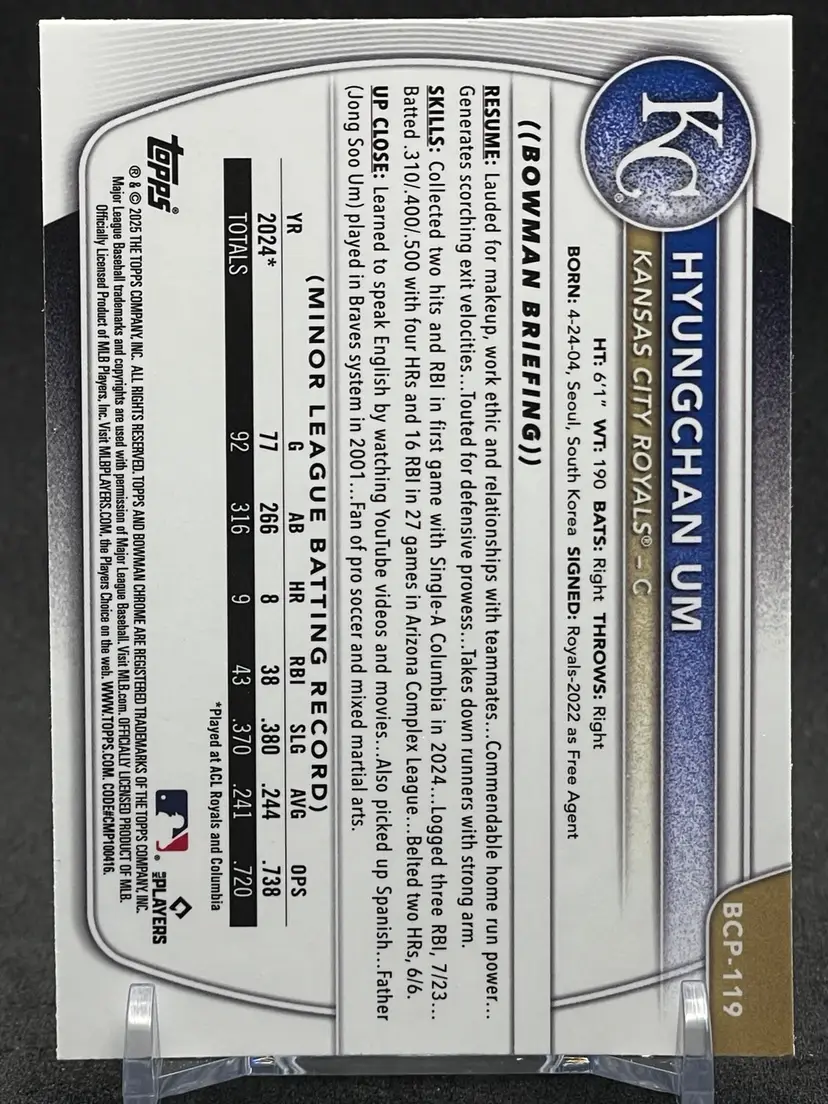 BCP-119
KC®
HYUNGCHAN UM
KANSAS CITY ROYALS® – C
HT: 6'1" WT: 190 BATS: Right THROWS: Right
BORN: 4-24-04, Seoul, South Korea SIGNED: Royals-2022 as Free Agent
((BOWMAN BRIEFING))
RESUME: Lauded for makeup, work ethic and relationships with teammates...Commendable home run power...
Generates scorching exit velocities...Touted for defensive prowess...Takes down runners with strong arm.
SKILLS: Collected two hits and RBI in first game with Single-A Columbia in 2024...Logged three RBI, 7/23...
Batted .310/.400/.500 with four HRs and 16 RBI in 27 games in Arizona Complex League...Belted two HRs, 6/6.
UP CLOSE: Learned to speak English by watching YouTube videos and movies...Also picked up Spanish...Father
(Jong Soo Um) played in Braves system in 2001...Fan of pro soccer and mixed martial arts.
(MINOR LEAGUE BATTING RECORD)
YR G AB HR RBI SLG AVG OPS
2024* 77 266 8 38 .380 .244 .738
TOTALS 92 316 9 43 .370 .241 .720
*Played at ACL Royals and Columbia
topps®
® & © 2025 THE TOPPS COMPANY, INC. ALL RIGHTS RESERVED. TOPPS AND BOWMAN CHROME ARE REGISTERED TRADEMARKS OF THE TOPPS COMPANY, INC.
Major League Baseball trademarks and copyrights are used with permission of Major League Baseball. Visit MLB.com. OFFICIALLY LICENSED PRODUCT OF MLB.
Officially Licensed Product of MLB Players, Inc. Visit MLBPLAYERS.COM, the Players Choice on the web. WWW.TOPPS.COM. CODE#CMP100416.
MLB PLAYERS